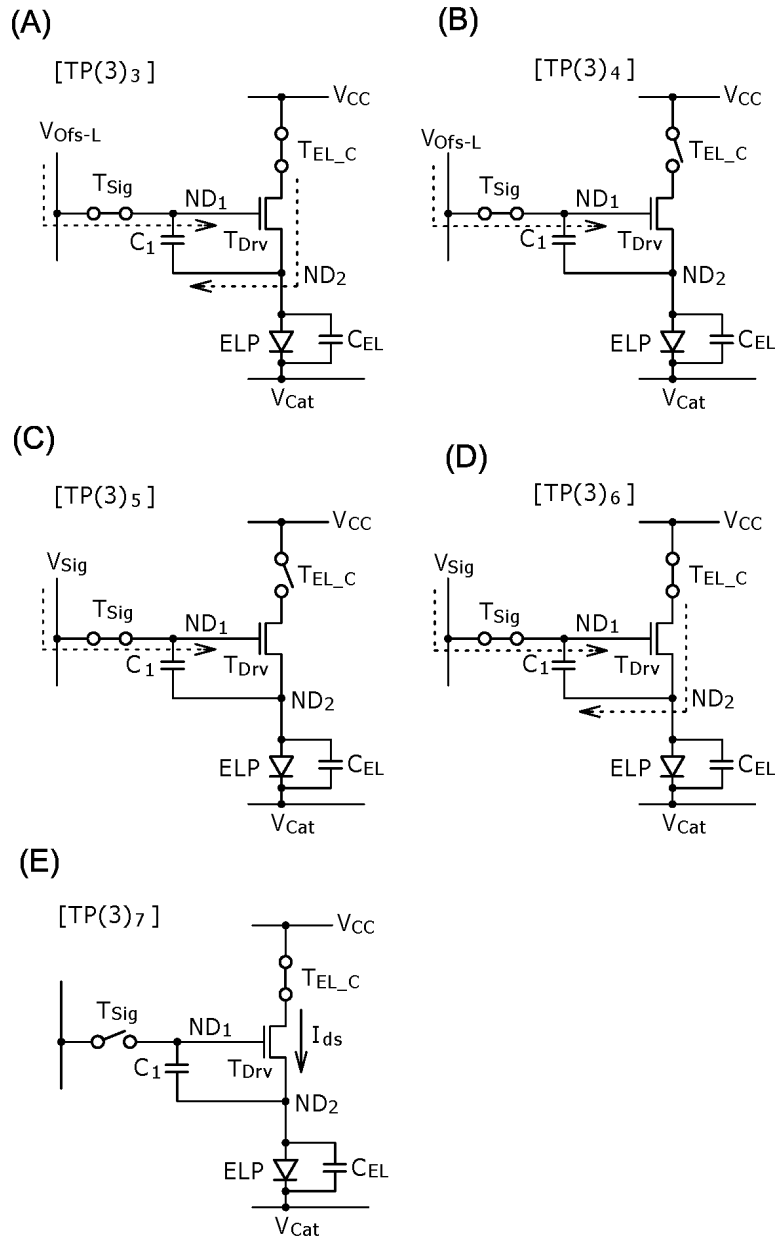 (A)
[TP(3)3]
VCC
VOfs-L
TEL_C
TSig
ND1
C1
TDrv
ND2
ELP
CEL
VCat
(B)
[TP(3)4]
VCC
VOfs-L
TEL_C
TSig
ND1
C1
TDrv
ND2
ELP
CEL
VCat
(C)
[TP(3)5]
VCC
VSig
TEL_C
TSig
ND1
C1
TDrv
ND2
ELP
CEL
VCat
(D)
[TP(3)6]
VCC
VSig
TEL_C
TSig
ND1
C1
TDrv
ND2
ELP
CEL
VCat
(E)
[TP(3)7]
VCC
TEL_C
TSig
ND1
Ids
C1
TDrv
ND2
ELP
CEL
VCat